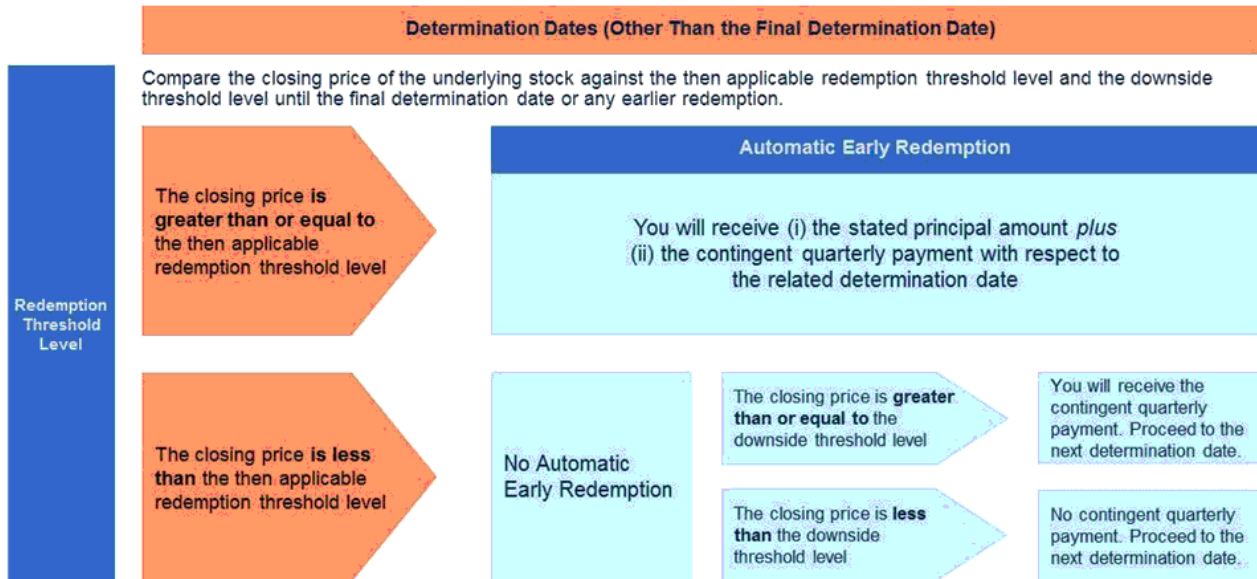 Determination Dates (Other Than the Final Determination Date)
Compare the closing price of the underlying stock against the then applicable redemption threshold level and the downside
threshold level until the final determination date or any earlier redemption.
Redemption
Threshold
Level
The closing price is
greater than or equal to
the then applicable
redemption threshold level
Automatic Early Redemption
You will receive (i) the stated principal amount plus
(ii) the contingent quarterly payment with respect to
the related determination date
The closing price is less
than the then applicable
redemption threshold level
No Automatic
Early Redemption
The closing price is greater
than or equal to the
downside threshold level
You will receive the
contingent quarterly
payment. Proceed to the
next determination date.
The closing price is less
than the downside
threshold level
No contingent quarterly
payment. Proceed to the
next determination date.